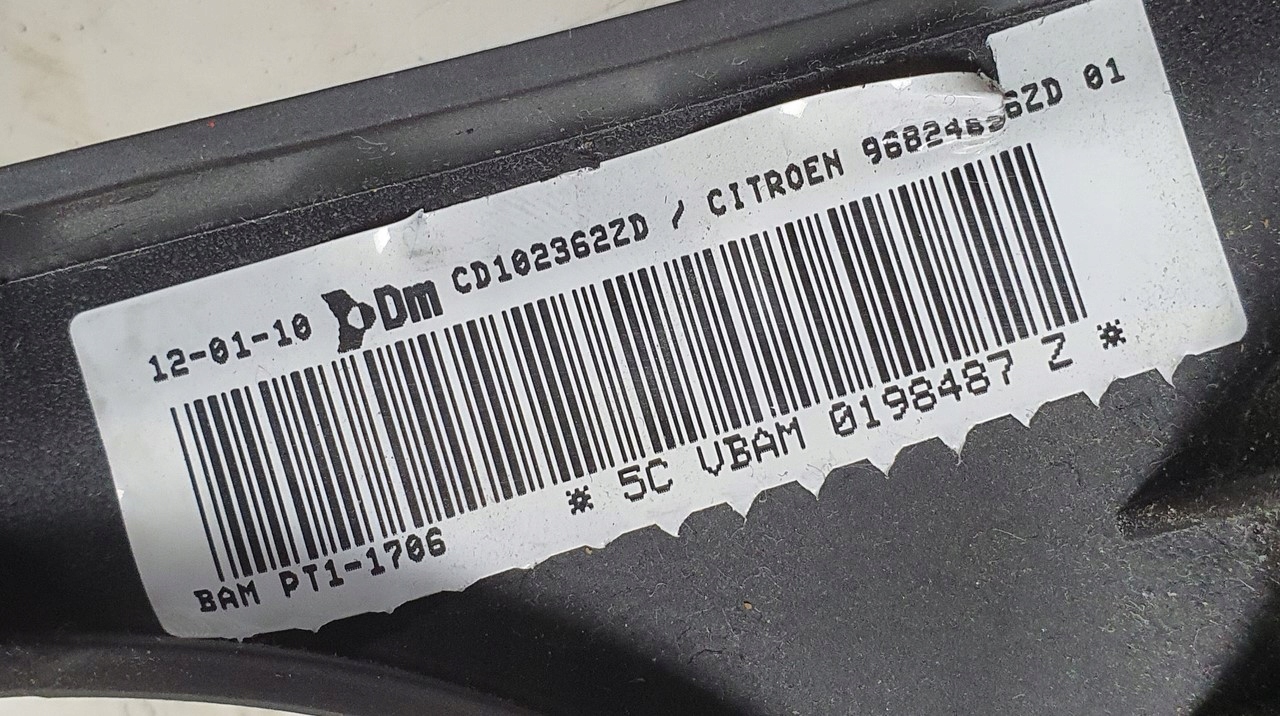 12-01-10 Dm CD102362ZD / CITROEN 01
* 5C VBAM 0198487 Z *
BAM PT1-1706